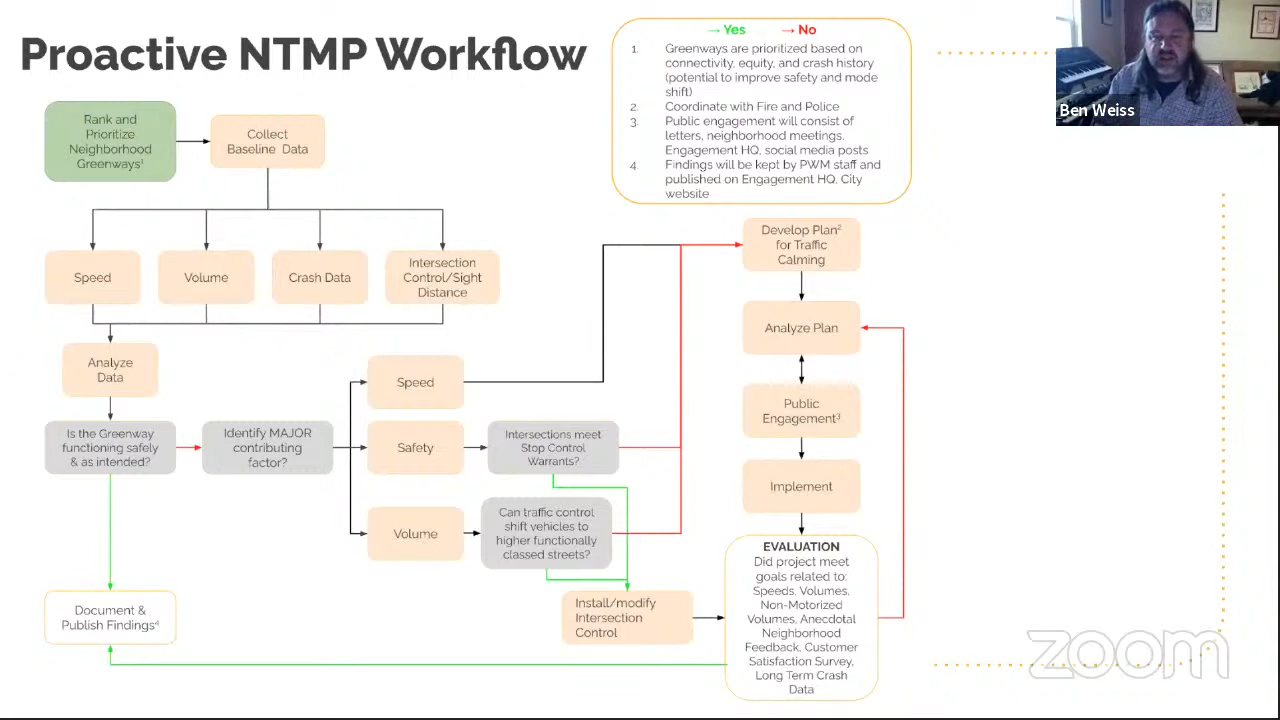 Proactive NTMP Workflow
→ Yes → No
1. Greenways are prioritized based on
connectivity, equity, and crash history
(potential to improve safety and mode
shift)
2. Coordinate with Fire and Police
3. Public engagement will consist of
letters, neighborhood meetings,
Engagement HQ, social media posts
4. Findings will be kept by PWM staff and
published on Engagement HQ, City
website
Ben Weiss
Rank and
Prioritize
Neighborhood
Greenways¹
Collect
Baseline Data
Speed
Volume
Crash Data
Intersection
Control/Sight
Distance
Analyze
Data
Is the Greenway
functioning safely
& as intended?
Identify MAJOR
contributing
factor?
Speed
Safety
Volume
Intersections meet
Stop Control
Warrants?
Can traffic control
shift vehicles to
higher functionally
classed streets?
Install/modify
Intersection
Control
Document &
Publish Findings⁴
Develop Plan²
for Traffic
Calming
Analyze Plan
Public
Engagement³
Implement
EVALUATION
Did project meet
goals related to:
Speeds, Volumes,
Non-Motorized
Volumes, Anecdotal
Neighborhood
Feedback, Customer
Satisfaction Survey,
Long Term Crash
Data
zoom